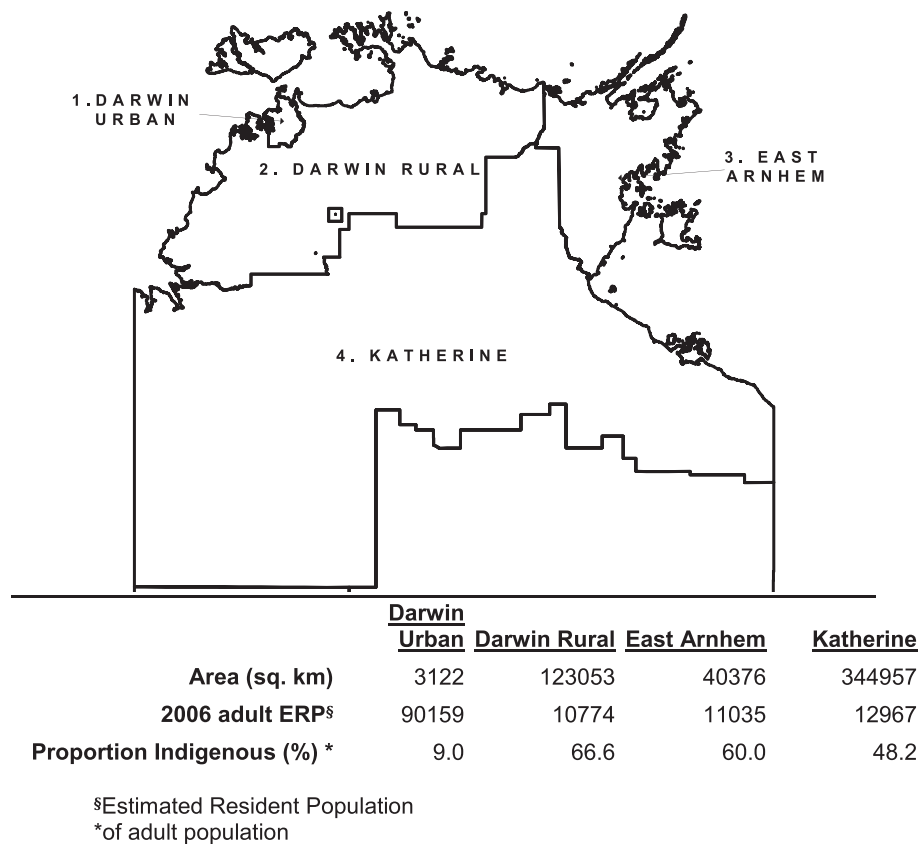 1.DARWIN
URBAN
2. DARWIN RURAL
3. EAST
ARNHEM
4. KATHERINE
Darwin
Urban Darwin Rural East Arnhem Katherine
Area (sq. km) 3122 123053 40376 344957
2006 adult ERP§ 90159 10774 11035 12967
Proportion Indigenous (%) * 9.0 66.6 60.0 48.2
§Estimated Resident Population
*of adult population